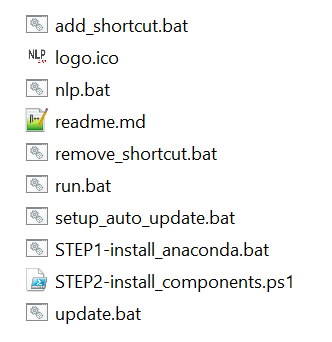 add_shortcut.bat
NLP logo.ico
nlp.bat
readme.md
remove_shortcut.bat
run.bat
setup_auto_update.bat
STEP1-install_anaconda.bat
STEP2-install_components.ps1
update.bat